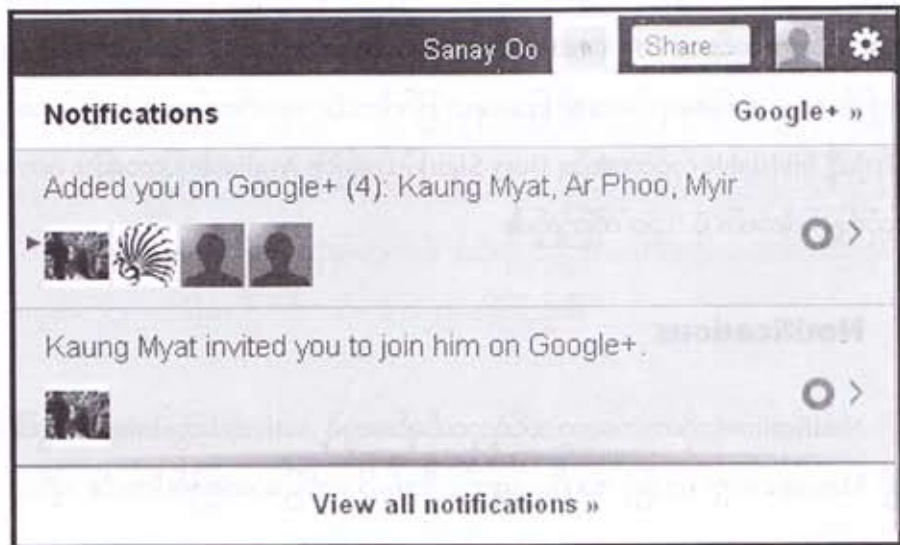 Sanay Oo Share...
Notifications Google+ »
Added you on Google+ (4): Kaung Myat, Ar Phoo, Myir
Kaung Myat invited you to join him on Google+.
View all notifications »